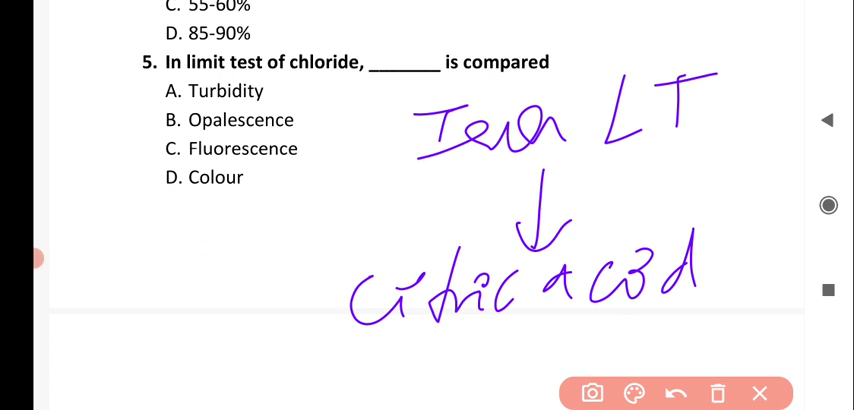 C. 55-60%
D. 85-90%
5. In limit test of chloride, _______ is compared
A. Turbidity
B. Opalescence
C. Fluorescence
D. Colour
Iron LT
↓
Citric acid